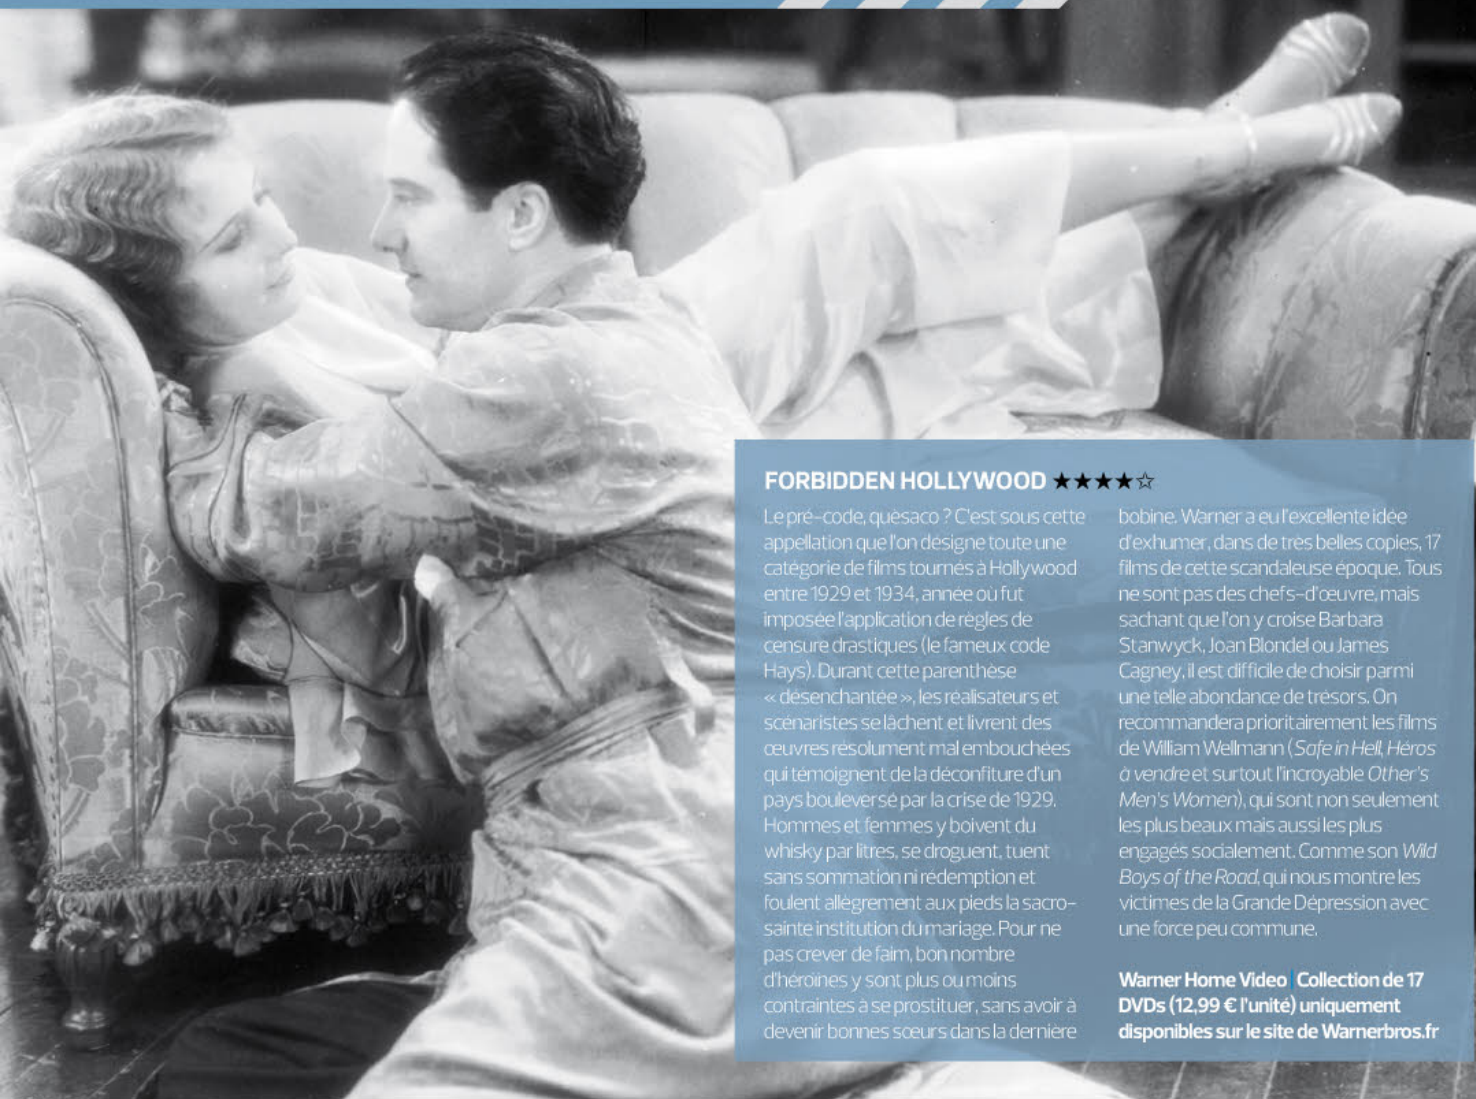 FORBIDDEN HOLLYWOOD ★★★★☆
Le pré-code, quèsaco ? C'est sous cette
appellation que l'on désigne toute une
catégorie de films tournés à Hollywood
entre 1929 et 1934, année où fut
imposée l'application de règles de
censure drastiques (le fameux code
Hays). Durant cette parenthèse
« désenchantée », les réalisateurs et
scénaristes se lâchent et livrent des
œuvres résolument mal embouchées
qui témoignent de la déconfiture d'un
pays bouleversé par la crise de 1929.
Hommes et femmes y boivent du
whisky par litres, se droguent, tuent
sans sommation ni rédemption et
foulent allègrement aux pieds la sacro-
sainte institution du mariage. Pour ne
pas crever de faim, bon nombre
d'héroïnes y sont plus ou moins
contraintes à se prostituer, sans avoir à
devenir bonnes sœurs dans la dernière
bobine. Warner a eu l'excellente idée
d'exhumer, dans de très belles copies, 17
films de cette scandaleuse époque. Tous
ne sont pas des chefs-d'œuvre, mais
sachant que l'on y croise Barbara
Stanwyck, Joan Blondel ou James
Cagney, il est difficile de choisir parmi
une telle abondance de trésors. On
recommandera prioritairement les films
de William Wellmann (Safe in Hell, Héros
à vendre et surtout l'incroyable Other's
Men's Women), qui sont non seulement
les plus beaux mais aussi les plus
engagés socialement. Comme son Wild
Boys of the Road, qui nous montre les
victimes de la Grande Dépression avec
une force peu commune.
Warner Home Video | Collection de 17
DVDs (12,99 € l'unité) uniquement
disponibles sur le site de Warnerbros.fr